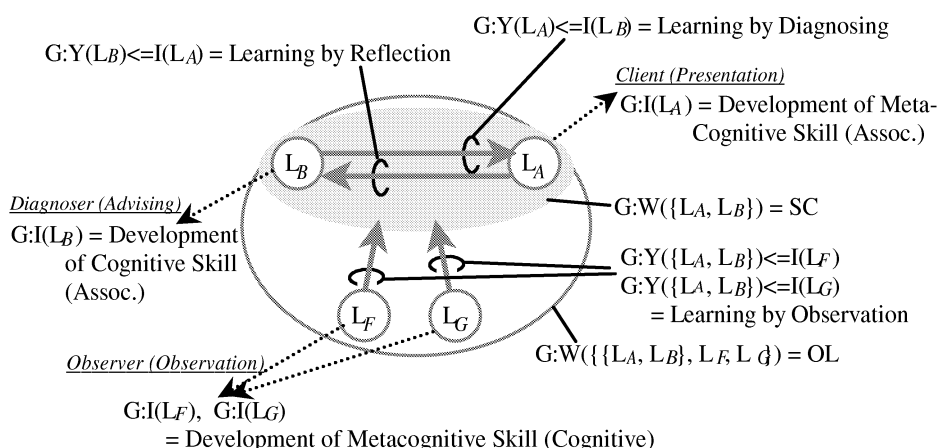 G:Y(LA)<=I(LB) = Learning by Diagnosing
G:Y(LB)<=I(LA) = Learning by Reflection
Client (Presentation)
G:I(LA) = Development of Meta-
Cognitive Skill (Assoc.)
LB
LA
Diagnoser (Advising)
G:I(LB) = Development
of Cognitive Skill
(Assoc.)
G:W({LA, LB}) = SC
G:Y({LA, LB})<=I(LF)
G:Y({LA, LB})<=I(LG)
= Learning by Observation
LF
LG
G:W({{LA, LB}, LF, LG}) = OL
Observer (Observation)
G:I(LF), G:I(LG)
= Development of Metacognitive Skill (Cognitive)